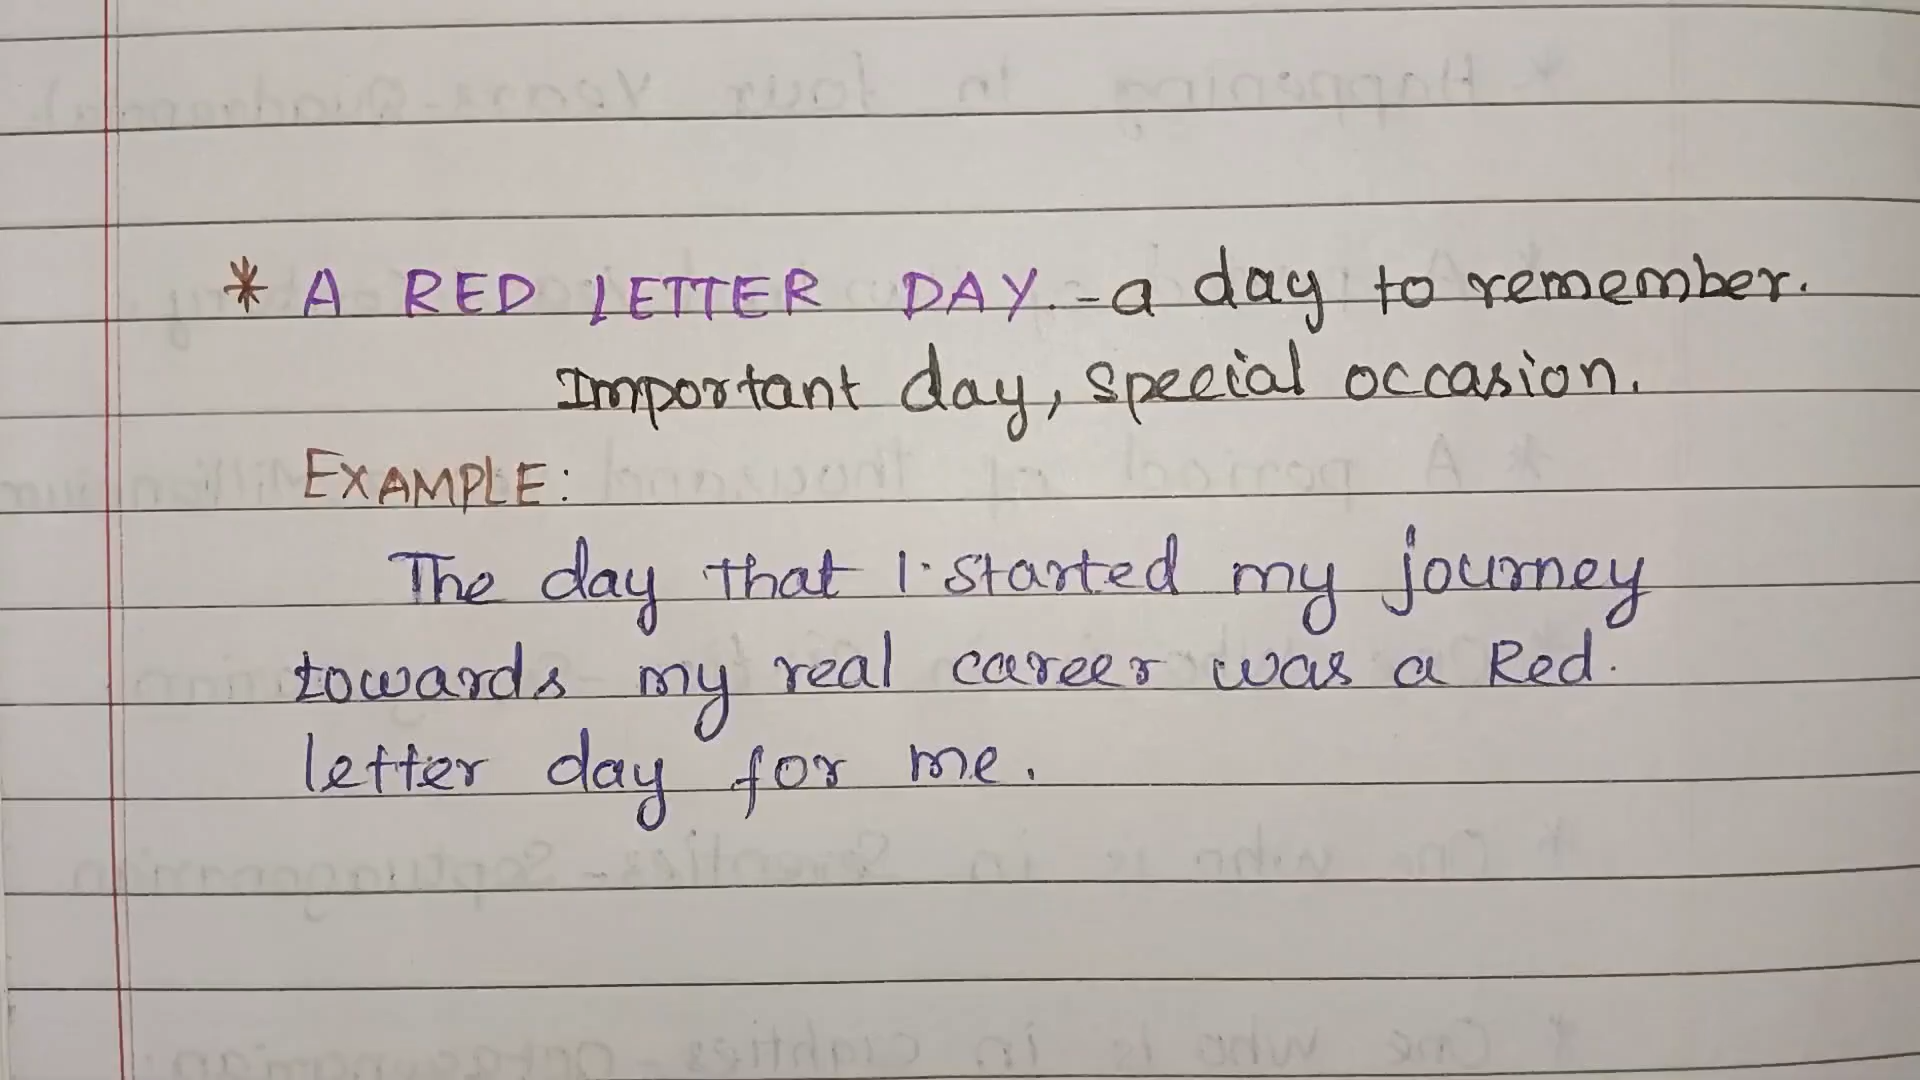 * A RED LETTER DAY. - a day to remember.
Important day, special occasion.
EXAMPLE:
The day that I started my journey
towards my real career was a Red.
letter day for me.